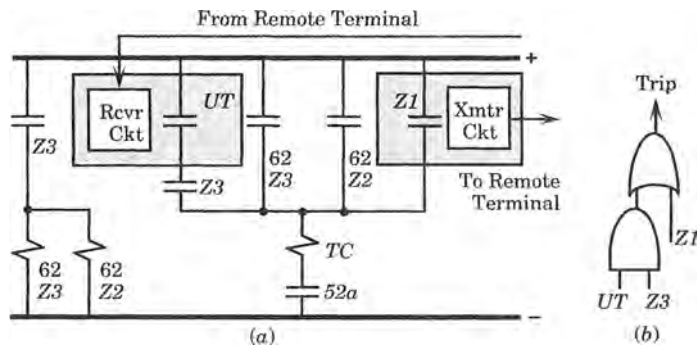 From Remote Terminal
+
UT
Z1
Rcvr
Ckt
Xmtr
Ckt
Z3
62
Z3
62
Z2
Z3
To Remote
Terminal
62
Z3
62
Z2
TC
52a
−
(a)
Trip
Z1
UT Z3
(b)